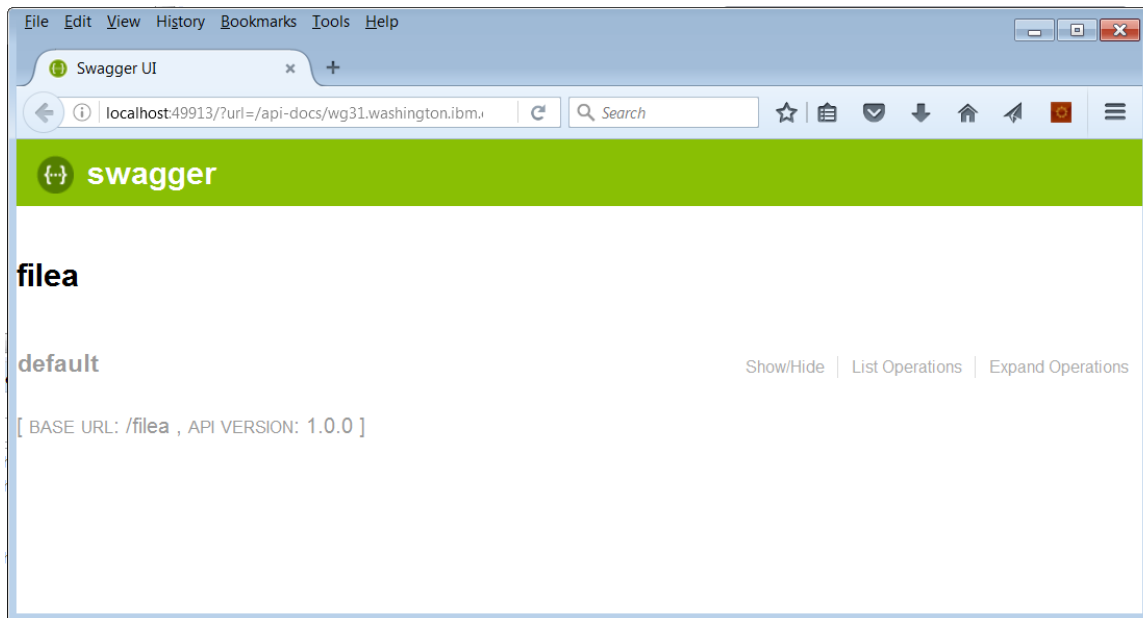 File Edit View History Bookmarks Tools Help
Swagger UI
localhost:49913/?url=/api-docs/wg31.washington.ibm.
Search
swagger
filea
default Show/Hide List Operations Expand Operations
[ BASE URL: /filea , API VERSION: 1.0.0 ]